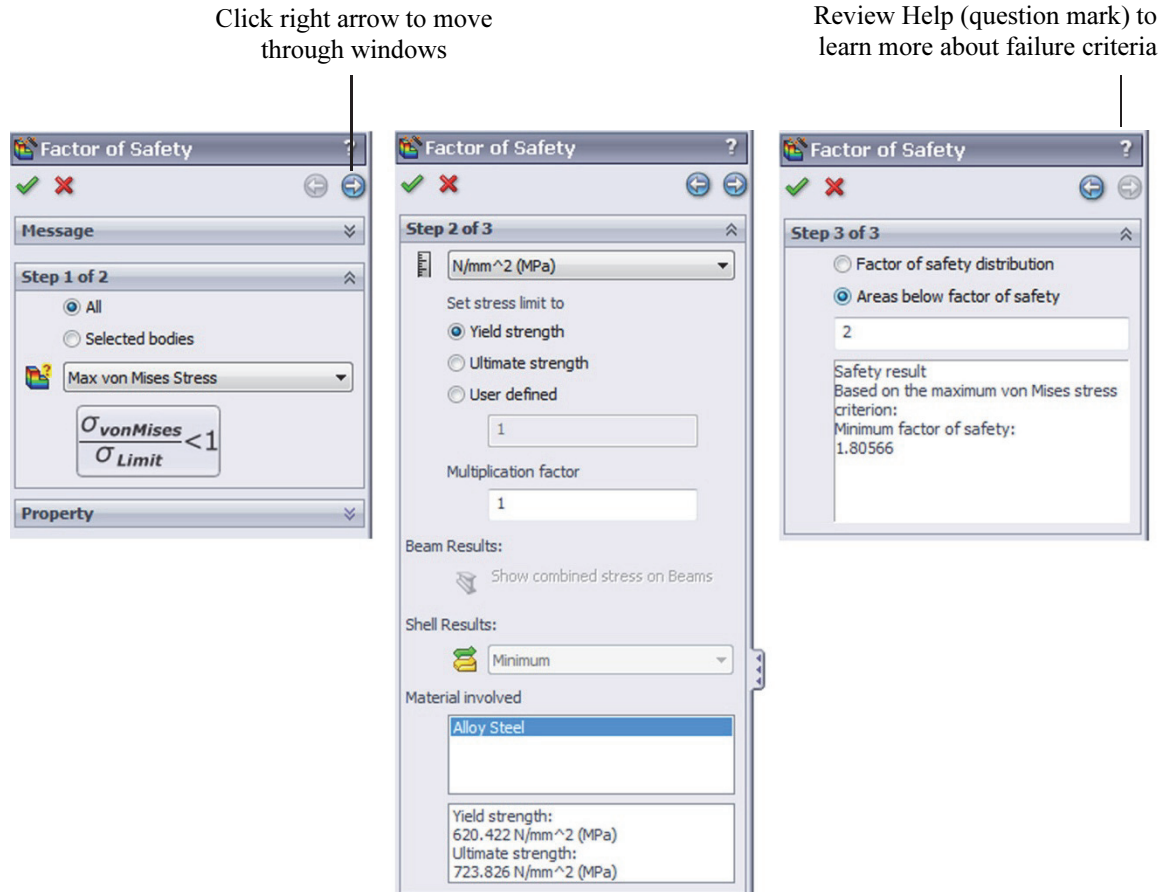 Click right arrow to move
through windows
Review Help (question mark) to
learn more about failure criteria
Factor of Safety ?
Message
Step 1 of 2
All
Selected bodies
Max von Mises Stress
σvonMises
σLimit
<1
Property
Factor of Safety ?
Step 2 of 3
N/mm^2 (MPa)
Set stress limit to
Yield strength
Ultimate strength
User defined
1
Multiplication factor
1
Beam Results:
Show combined stress on Beams
Shell Results:
Minimum
Material involved
Alloy Steel
Yield strength:
620.422 N/mm^2 (MPa)
Ultimate strength:
723.826 N/mm^2 (MPa)
Factor of Safety ?
Step 3 of 3
Factor of safety distribution
Areas below factor of safety
2
Safety result
Based on the maximum von Mises stress
criterion:
Minimum factor of safety:
1.80566